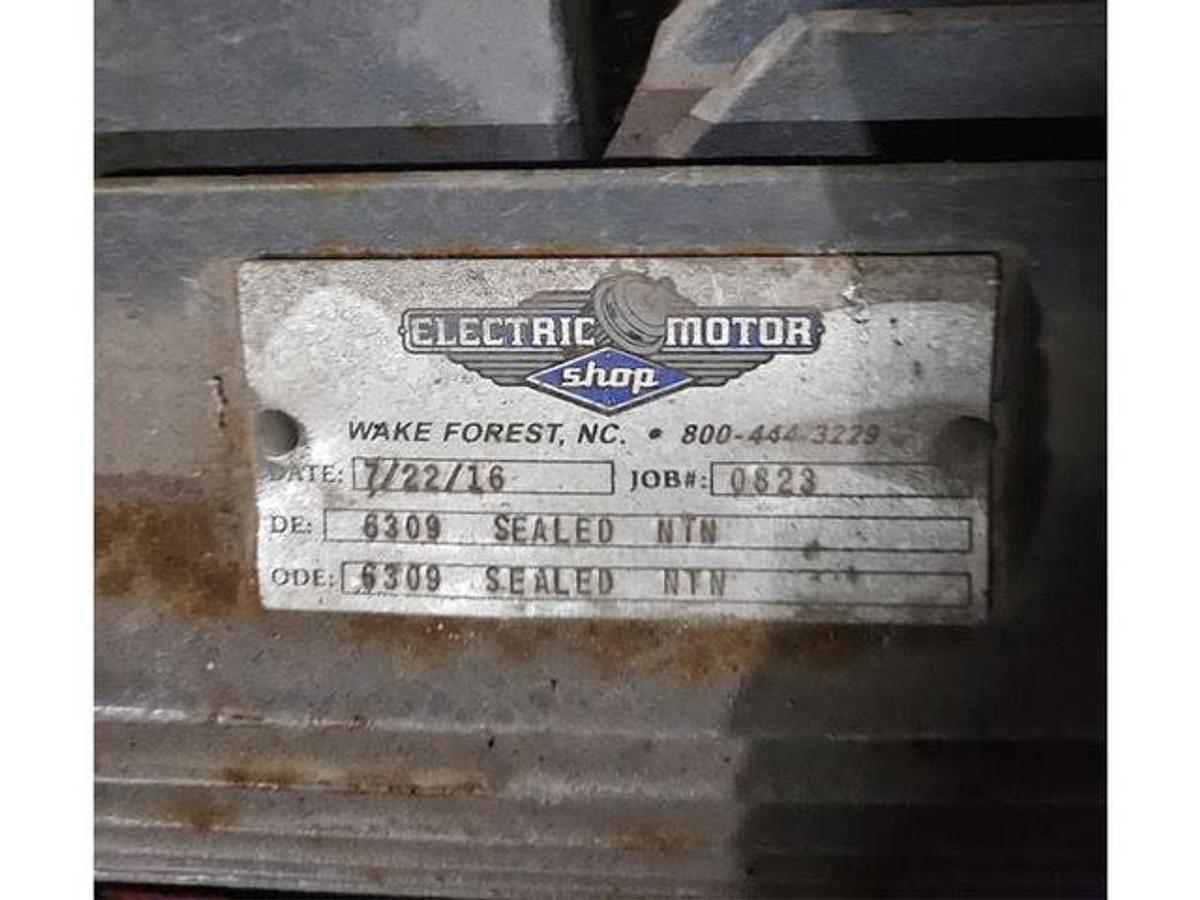 ELECTRIC MOTOR
shop
WAKE FOREST, NC. • 800-444-3229
DATE: 7/22/16 JOB#: 0823
DE: 6309 SEALED NTN
ODE: 6309 SEALED NTN